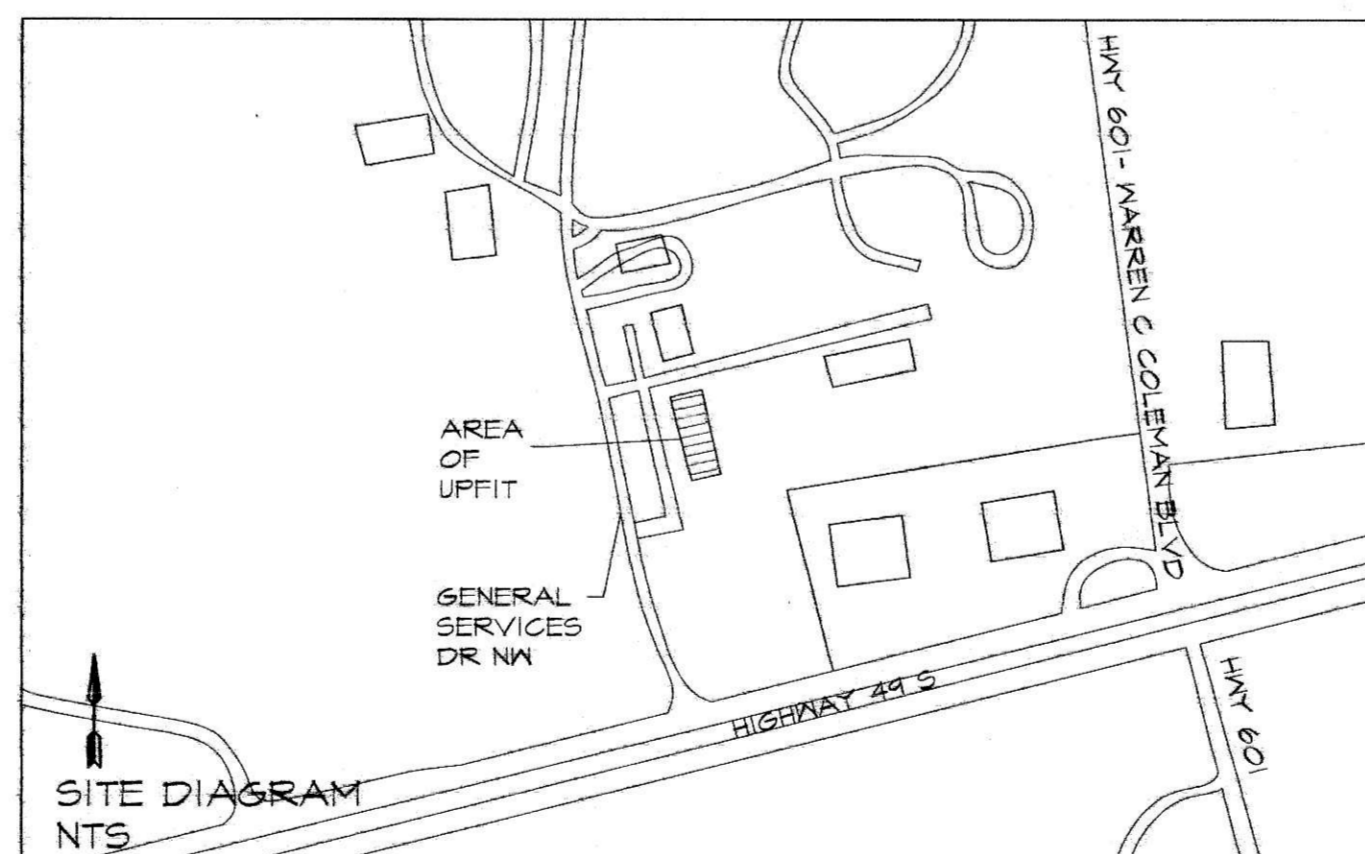 HWY 601- WARREN C COLEMAN BLVD
AREA
OF
UPFIT
GENERAL
SERVICES
DR NW
HIGHWAY 49 S
HWY 601
SITE DIAGRAM
NTS